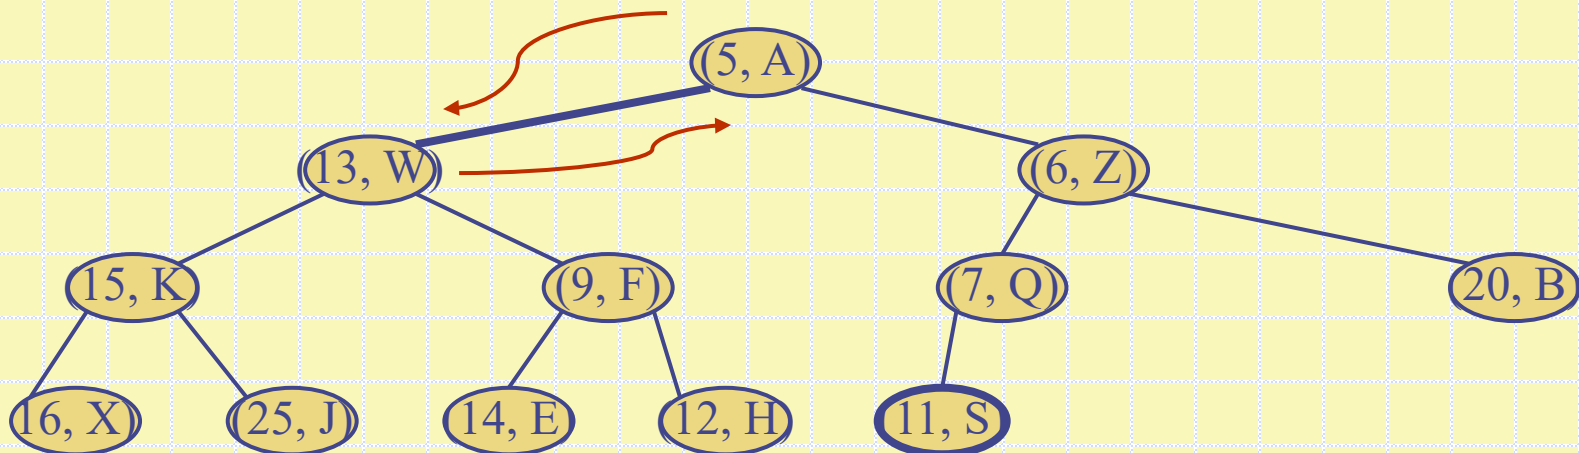 (5, A)
(13, W)
(6, Z)
(15, K)
(9, F)
(7, Q)
(20, B)
(16, X)
(25, J)
(14, E)
(12, H)
(11, S)